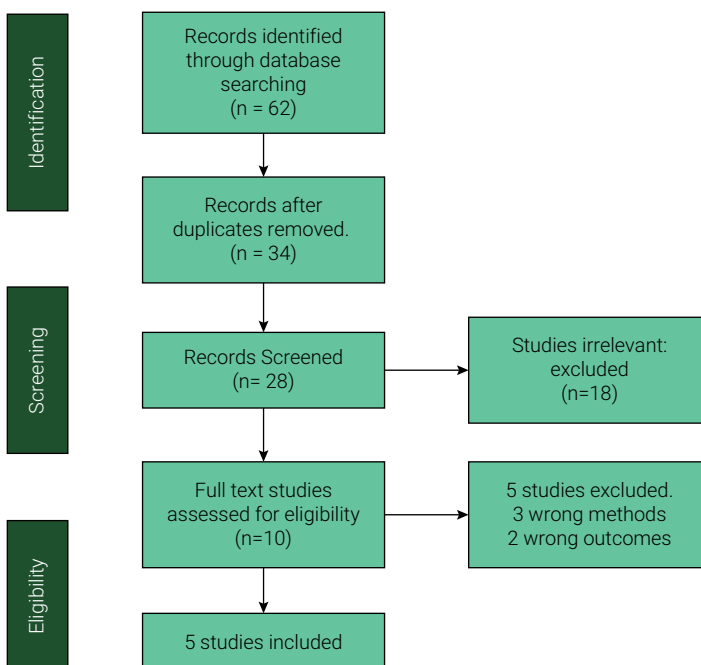 Identification
Records identified
through database
searching
(n = 62)
Records after
duplicates removed.
(n = 34)
Screening
Records Screened
(n= 28)
Studies irrelevant:
excluded
(n=18)
Eligibility
Full text studies
assessed for eligibility
(n=10)
5 studies excluded.
3 wrong methods
2 wrong outcomes
5 studies included